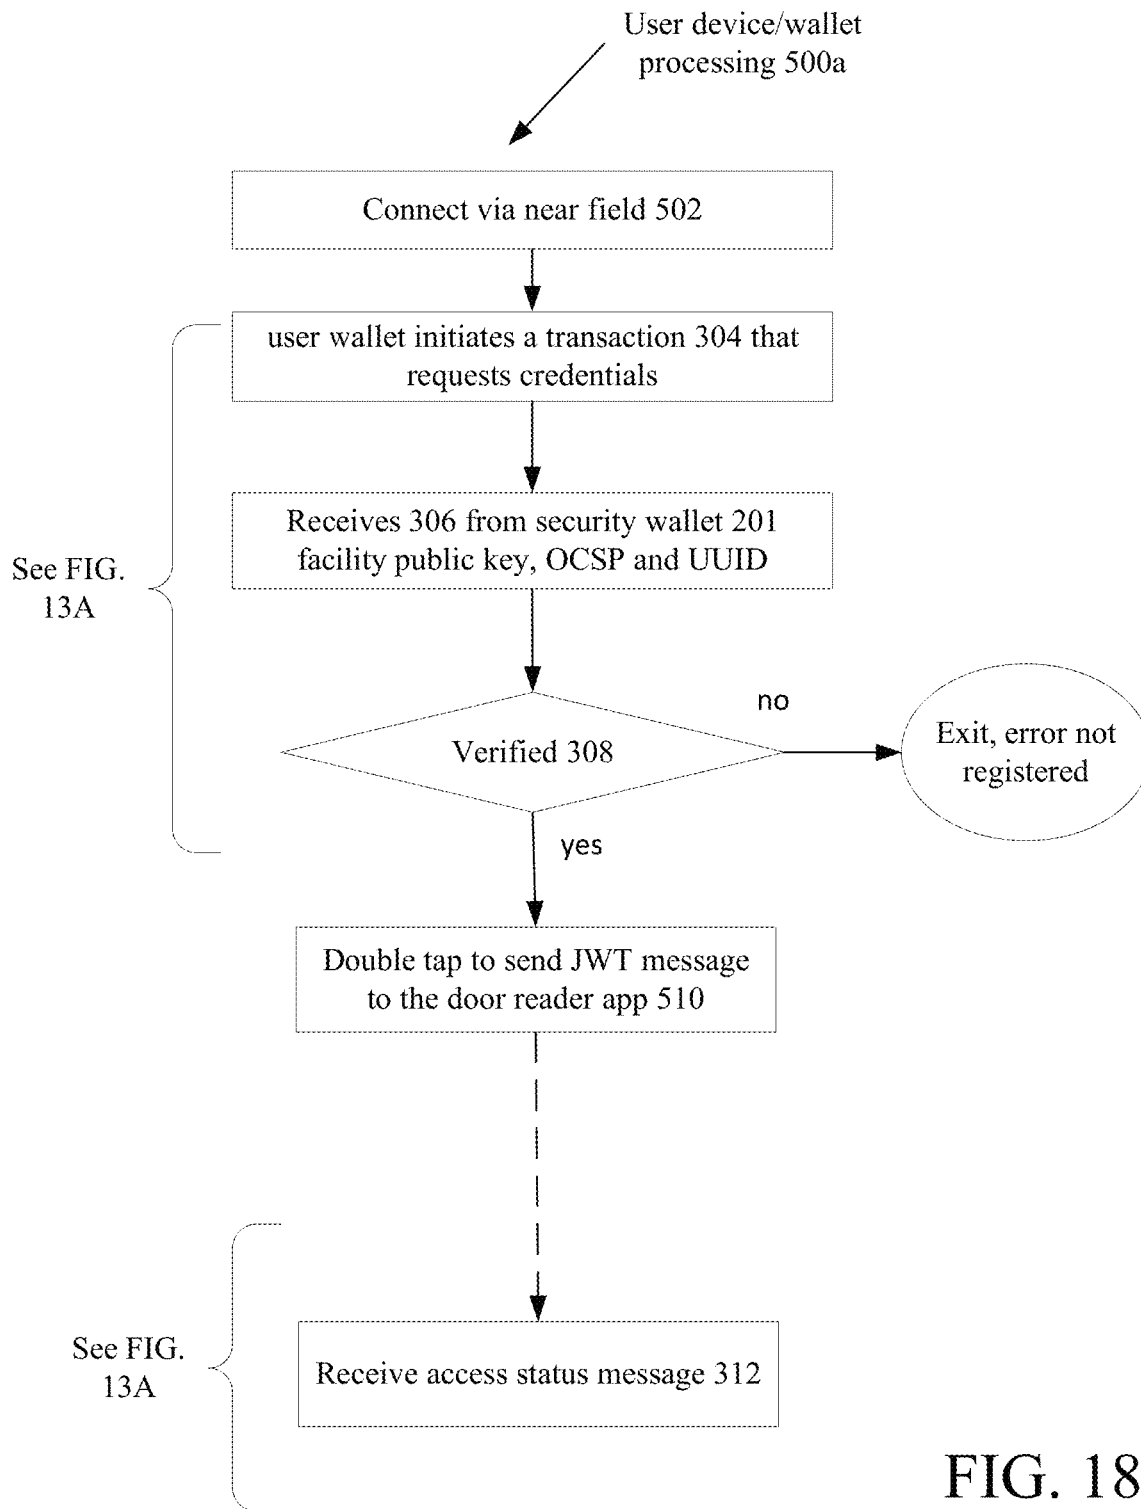 User device/wallet
processing 500a
Connect via near field 502
user wallet initiates a transaction 304 that
requests credentials
Receives 306 from security wallet 201
facility public key, OCSP and UUID
See FIG.
13A
Verified 308
no
Exit, error not
registered
yes
Double tap to send JWT message
to the door reader app 510
See FIG.
13A
Receive access status message 312
FIG. 18